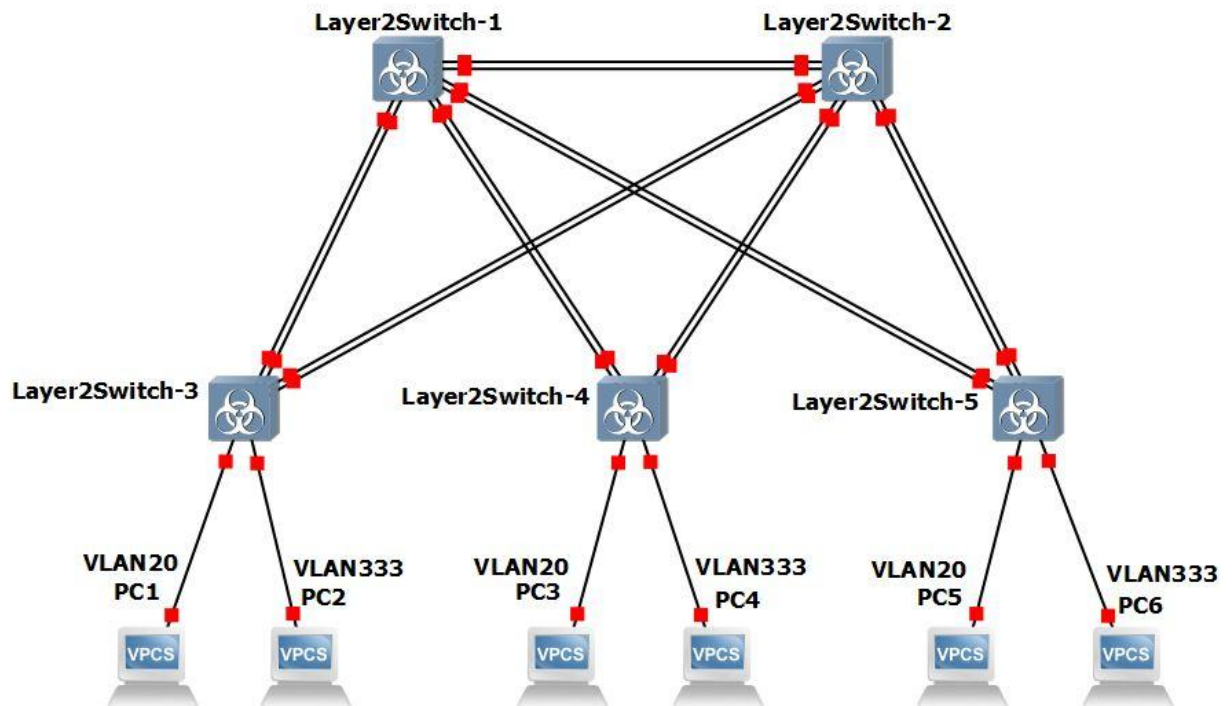 Layer2Switch-1
Layer2Switch-2
Layer2Switch-3
Layer2Switch-4
Layer2Switch-5
VLAN20
PC1
VLAN333
PC2
VLAN20
PC3
VLAN333
PC4
VLAN20
PC5
VLAN333
PC6
VPCS
VPCS
VPCS
VPCS
VPCS
VPCS